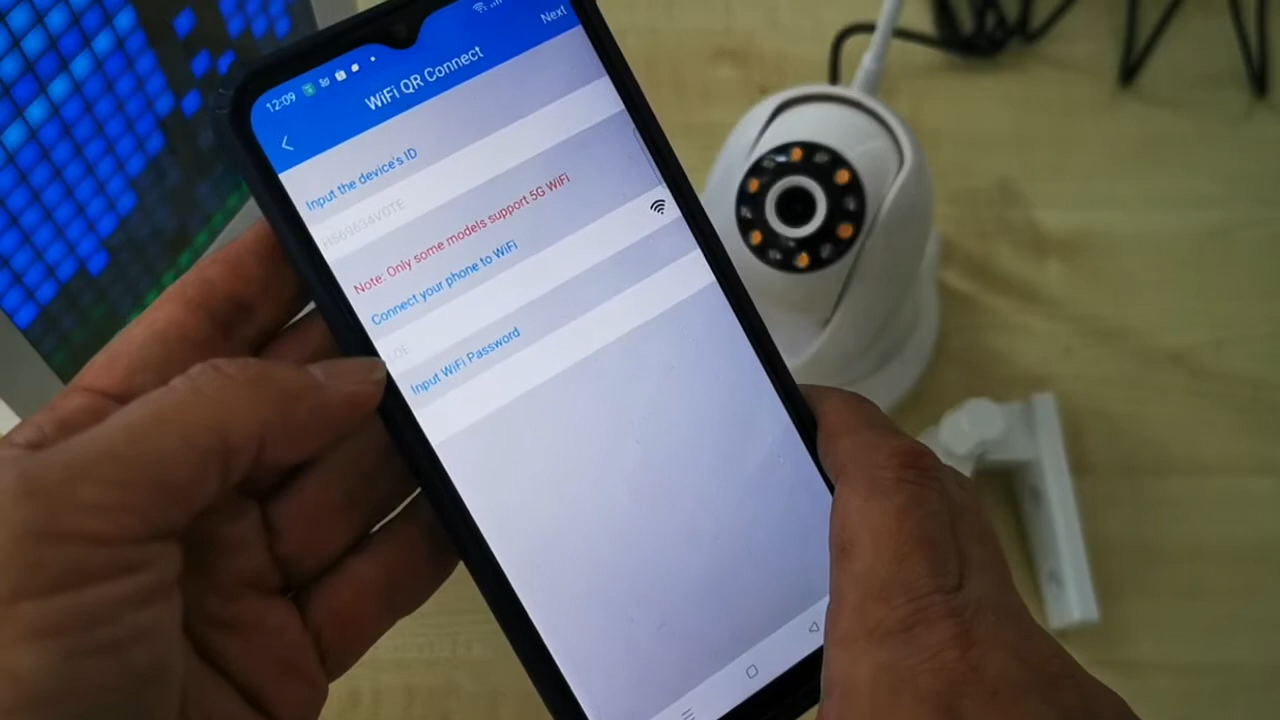 12:09
WiFi QR Connect
Next
Input the device's ID
Note: Only some models support 5G WiFi
Connect your phone to WiFi
Input WiFi Password